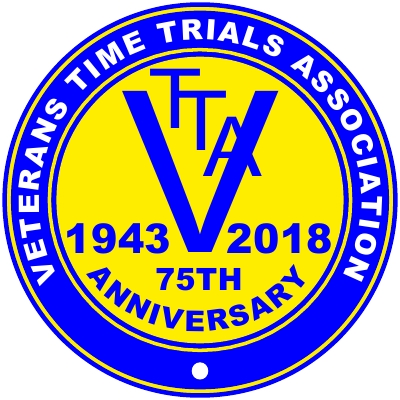 VETERANS TIME TRIALS ASSOCIATION
VTTA
1943 2018
75TH
ANNIVERSARY